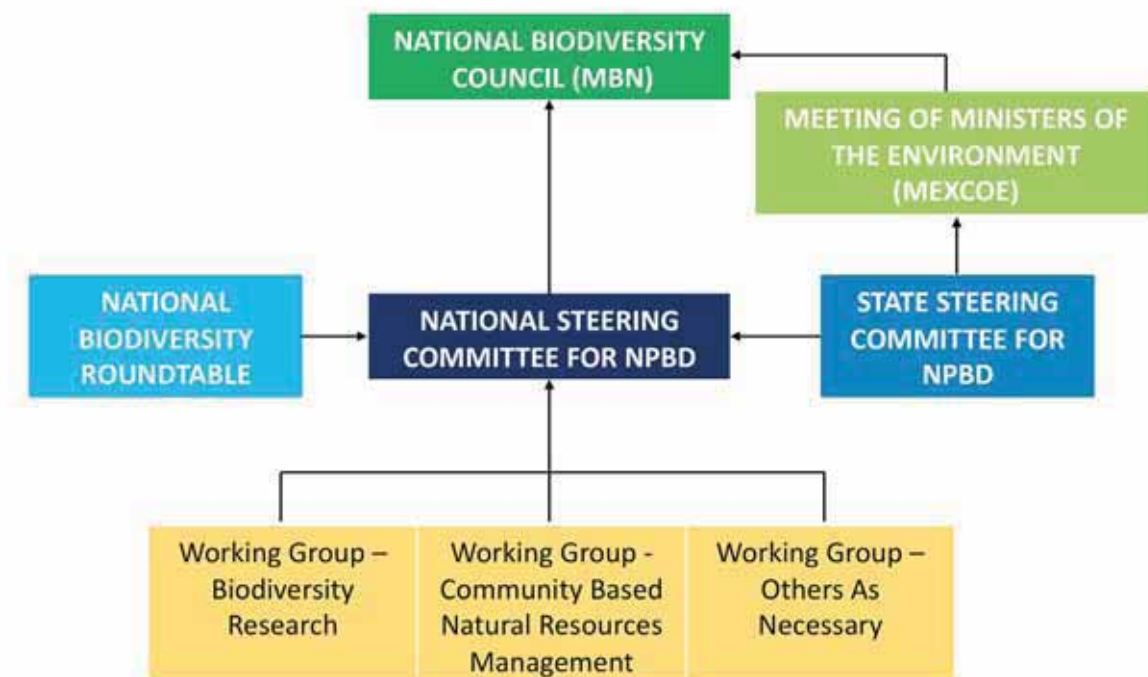 NATIONAL BIODIVERSITY
COUNCIL (MBN)
MEETING OF MINISTERS OF
THE ENVIRONMENT
(MEXCOE)
NATIONAL
BIODIVERSITY
ROUNDTABLE
NATIONAL STEERING
COMMITTEE FOR NPBD
STATE STEERING
COMMITTEE FOR
NPBD
Working Group –
Biodiversity
Research
Working Group -
Community Based
Natural Resources
Management
Working Group –
Others As
Necessary